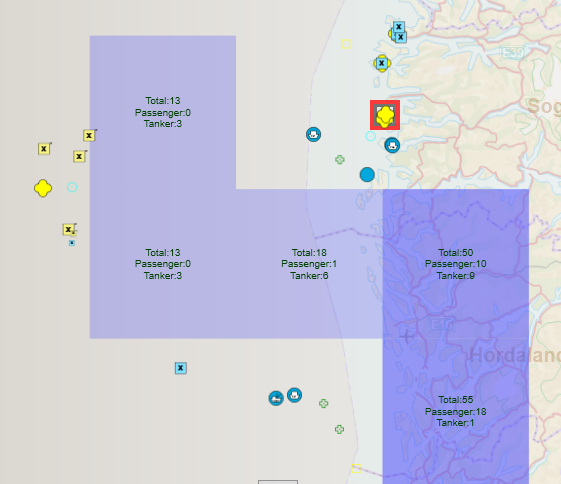 E39
Sog
Total:13
Passenger:0
Tanker:3
Total:13
Passenger:0
Tanker:3
Total:18
Passenger:1
Tanker:6
Total:50
Passenger:10
Tanker:9
Hordaland
Total:55
Passenger:18
Tanker:1